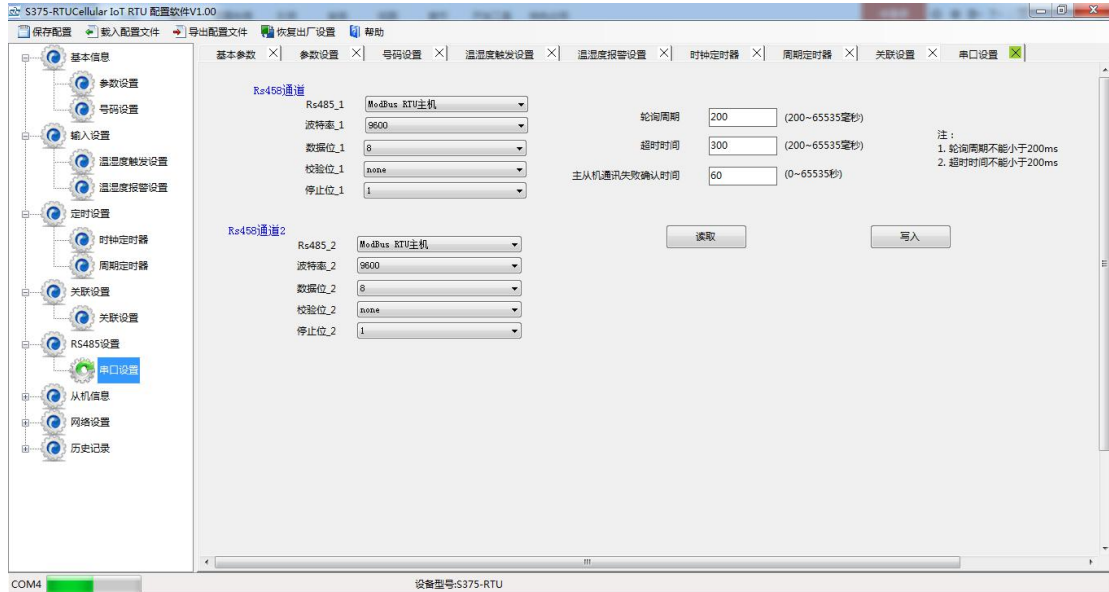 S375-RTUCellular IoT RTU 配置软件V1.00
保存配置 载入配置文件 导出配置文件 恢复出厂设置 帮助
基本信息
参数设置
号码设置
输入设置
温湿度触发设置
温湿度报警设置
定时设置
时钟定时器
周期定时器
关联设置
关联设置
RS485设置
串口设置
从机信息
网络设置
历史记录
基本参数 参数设置 号码设置 温湿度触发设置 温湿度报警设置 时钟定时器 周期定时器 关联设置 串口设置
Rs458通道
Rs485_1 ModBus RTU主机
波特率_1 9600
数据位_1 8
校验位_1 none
停止位_1 1
Rs458通道2
Rs485_2 ModBus RTU主机
波特率_2 9600
数据位_2 8
校验位_2 none
停止位_2 1
轮询周期 200 (200~65535毫秒)
超时时间 300 (200~65535毫秒)
主从机通讯失败确认时间 60 (0~65535秒)
注：
1. 轮询周期不能小于200ms
2. 超时时间不能小于200ms
读取 写入
COM4 设备型号:S375-RTU